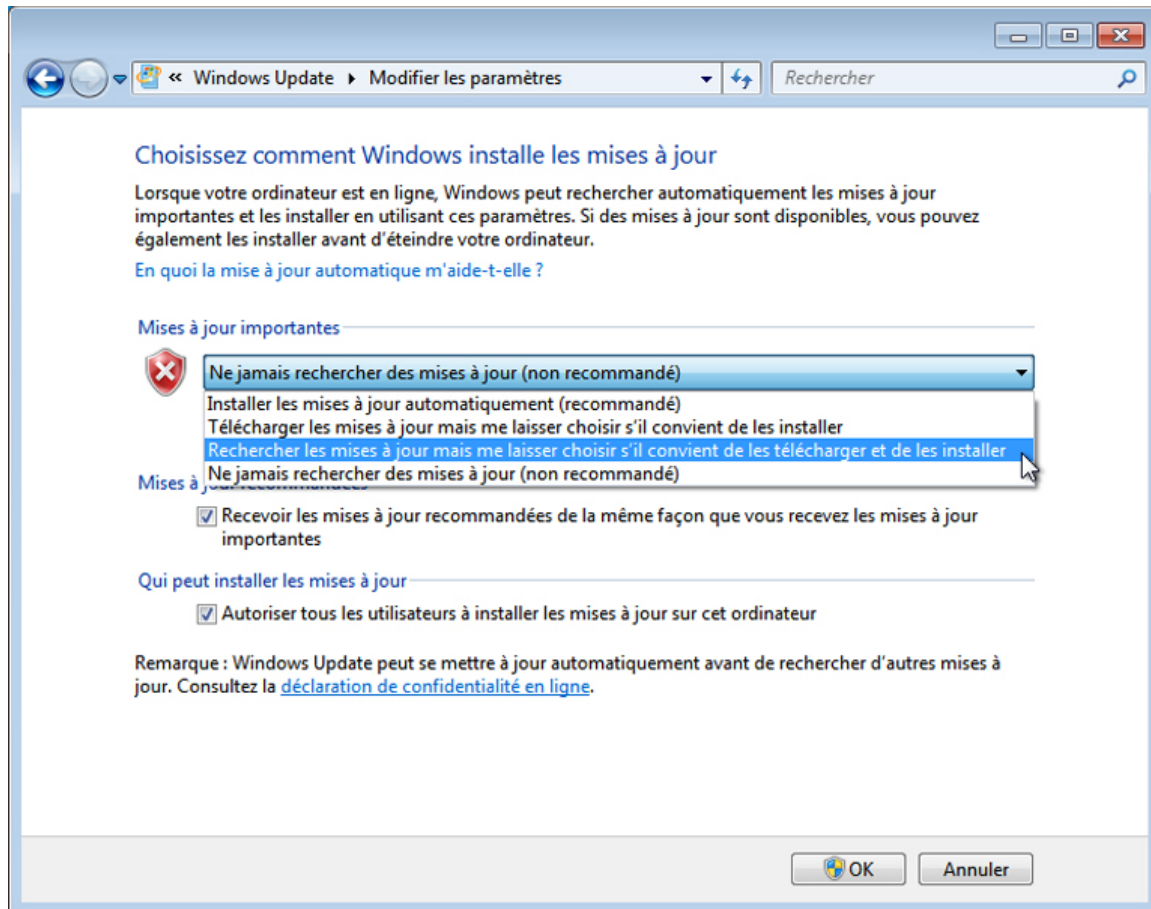 « Windows Update ▸ Modifier les paramètres
Rechercher
Choisissez comment Windows installe les mises à jour
Lorsque votre ordinateur est en ligne, Windows peut rechercher automatiquement les mises à jour
importantes et les installer en utilisant ces paramètres. Si des mises à jour sont disponibles, vous pouvez
également les installer avant d'éteindre votre ordinateur.
En quoi la mise à jour automatique m'aide-t-elle ?
Mises à jour importantes
Ne jamais rechercher des mises à jour (non recommandé)
Installer les mises à jour automatiquement (recommandé)
Télécharger les mises à jour mais me laisser choisir s'il convient de les installer
Rechercher les mises à jour mais me laisser choisir s'il convient de les télécharger et de les installer
Ne jamais rechercher des mises à jour (non recommandé)
Mises à
Recevoir les mises à jour recommandées de la même façon que vous recevez les mises à jour
importantes
Qui peut installer les mises à jour
Autoriser tous les utilisateurs à installer les mises à jour sur cet ordinateur
Remarque : Windows Update peut se mettre à jour automatiquement avant de rechercher d'autres mises à
jour. Consultez la déclaration de confidentialité en ligne.
OK
Annuler